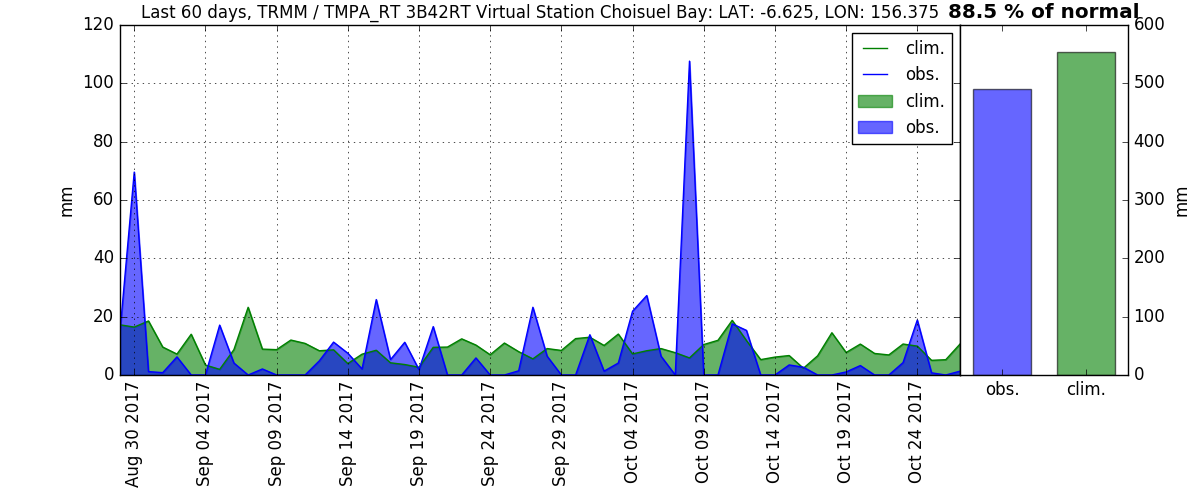 Last 60 days, TRMM / TMPA_RT 3B42RT Virtual Station Choisuel Bay: LAT: -6.625, LON: 156.375 88.5 % of normal
120
100
80
60
40
20
0
mm
clim.
obs.
clim.
obs.
600
500
400
300
200
100
0
mm
Aug 30 2017
Sep 04 2017
Sep 09 2017
Sep 14 2017
Sep 19 2017
Sep 24 2017
Sep 29 2017
Oct 04 2017
Oct 09 2017
Oct 14 2017
Oct 19 2017
Oct 24 2017
obs.
clim.